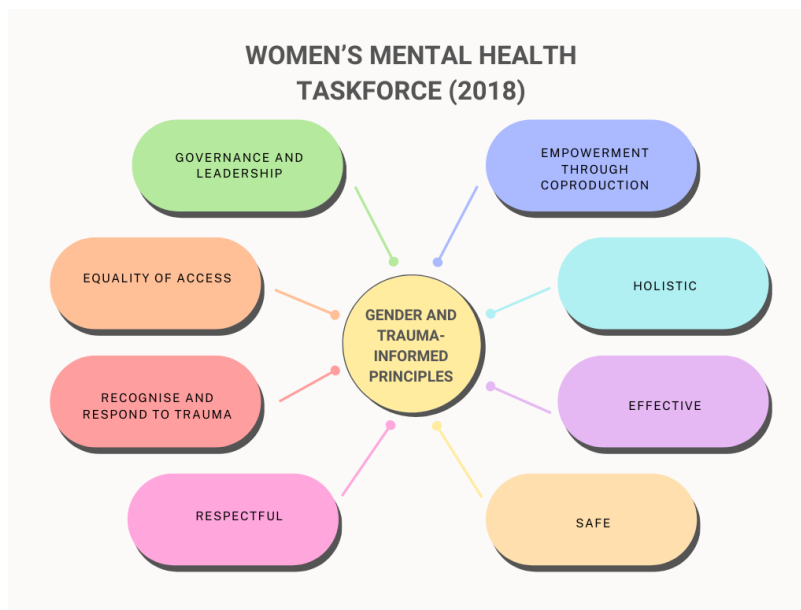 WOMEN'S MENTAL HEALTH
TASKFORCE (2018)
GOVERNANCE AND
LEADERSHIP
EMPOWERMENT
THROUGH
COPRODUCTION
EQUALITY OF ACCESS
HOLISTIC
GENDER AND
TRAUMA-
INFORMED
PRINCIPLES
RECOGNISE AND
RESPOND TO TRAUMA
EFFECTIVE
RESPECTFUL
SAFE